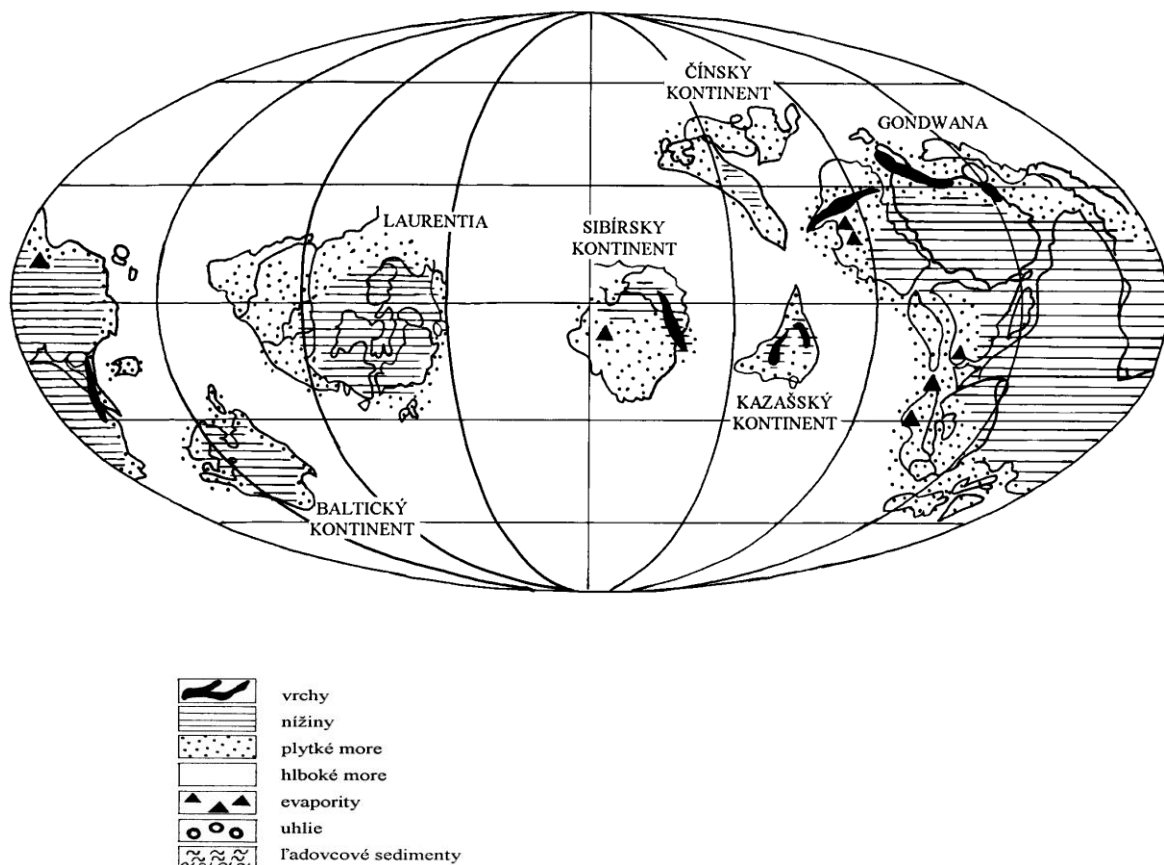 ČÍNSKY
KONTINENT
GONDWANA
LAURENTIA
SIBÍRSKY
KONTINENT
KAZAŠSKÝ
KONTINENT
BALTICKÝ
KONTINENT
vrchy
nížiny
plytké more
hlboké more
evapority
uhlie
ľadovcové sedimenty